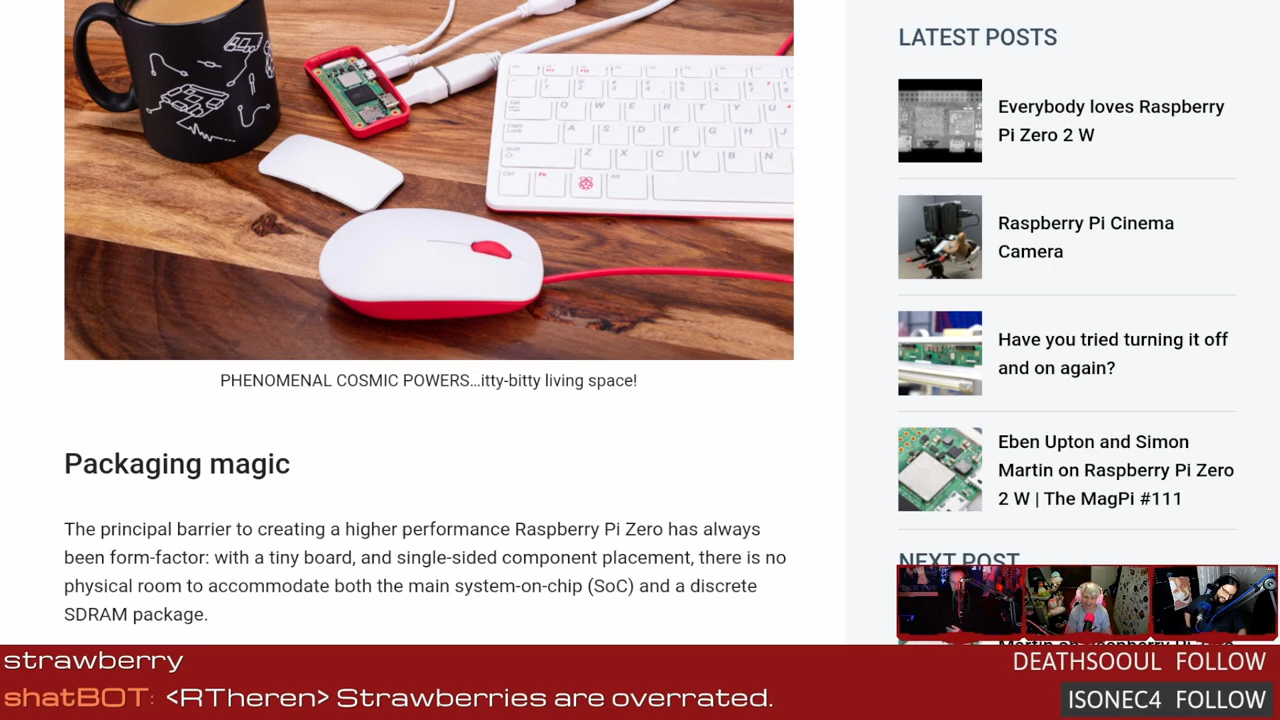 LATEST POSTS
Everybody loves Raspberry
Pi Zero 2 W
Raspberry Pi Cinema
Camera
Have you tried turning it off
and on again?
Eben Upton and Simon
Martin on Raspberry Pi Zero
2 W | The MagPi #111
NEXT POST
PHENOMENAL COSMIC POWERS…itty-bitty living space!
Packaging magic
The principal barrier to creating a higher performance Raspberry Pi Zero has always
been form-factor: with a tiny board, and single-sided component placement, there is no
physical room to accommodate both the main system-on-chip (SoC) and a discrete
SDRAM package.
strawberry
shatBOT: <RTheren> Strawberries are overrated.
DEATHSOOUL FOLLOW
ISONEC4 FOLLOW